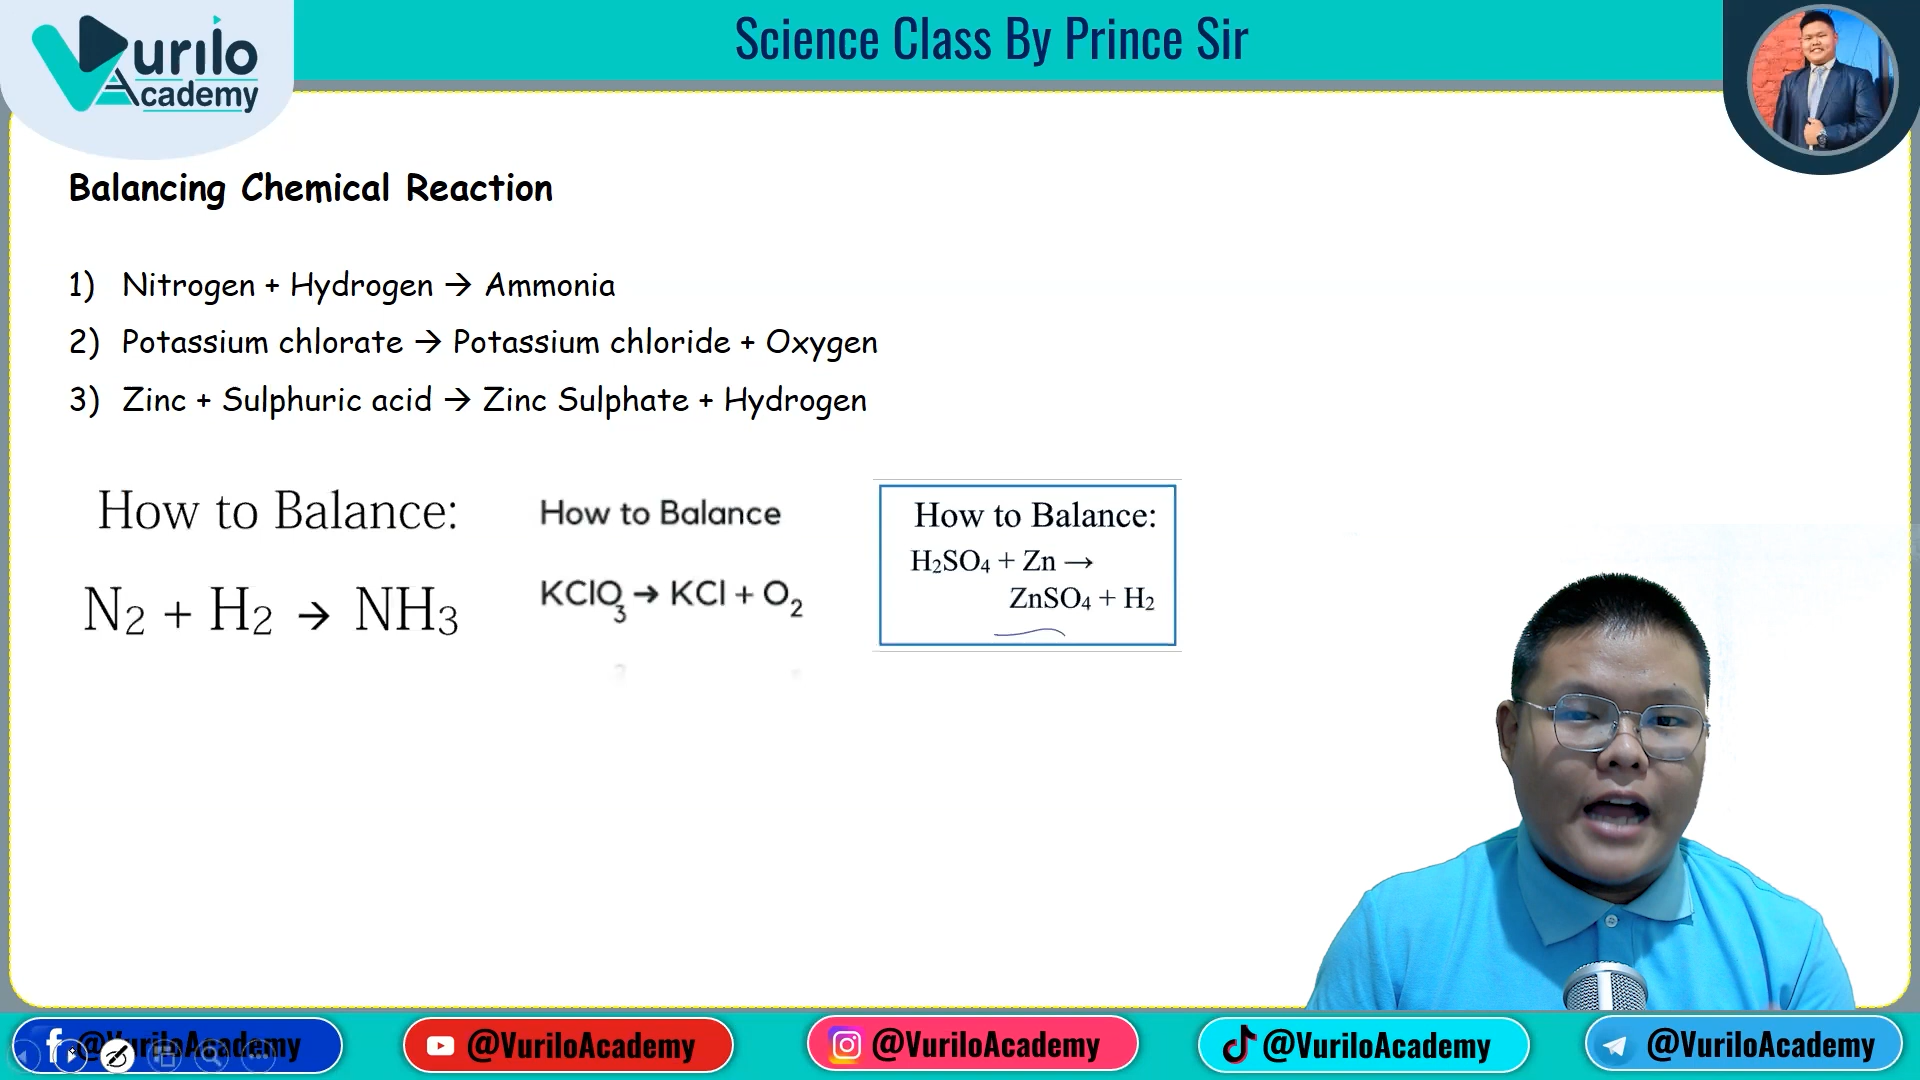 Vurilo Academy
Science Class By Prince Sir
Balancing Chemical Reaction
1) Nitrogen + Hydrogen → Ammonia
2) Potassium chlorate → Potassium chloride + Oxygen
3) Zinc + Sulphuric acid → Zinc Sulphate + Hydrogen
How to Balance:
N₂ + H₂ → NH₃
How to Balance
KClO₃ → KCl + O₂
How to Balance:
H₂SO₄ + Zn →
ZnSO₄ + H₂
@VuriloAcademy
@VuriloAcademy
@VuriloAcademy
@VuriloAcademy
@VuriloAcademy